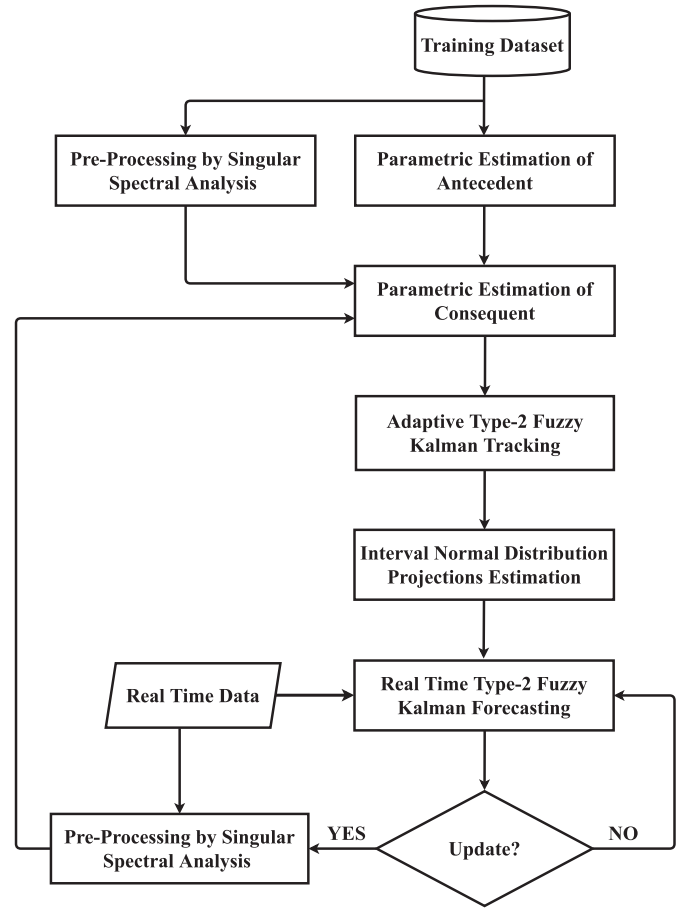 Training Dataset
Pre-Processing by Singular
Spectral Analysis
Parametric Estimation of
Antecedent
Parametric Estimation of
Consequent
Adaptive Type-2 Fuzzy
Kalman Tracking
Interval Normal Distribution
Projections Estimation
Real Time Data
Real Time Type-2 Fuzzy
Kalman Forecasting
Pre-Processing by Singular
Spectral Analysis
YES
Update?
NO